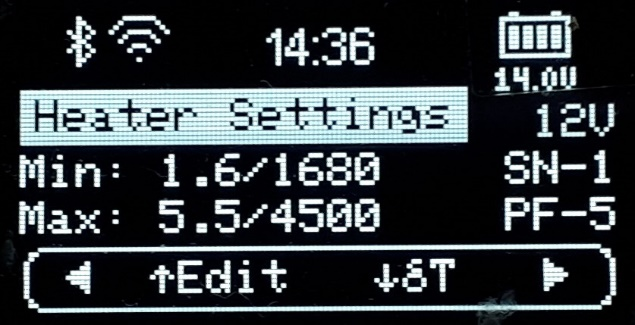 14:36
14.0V
Heater Settings 12V
Min: 1.6/1680 SN-1
Max: 5.5/4500 PF-5
↑Edit ↓δT